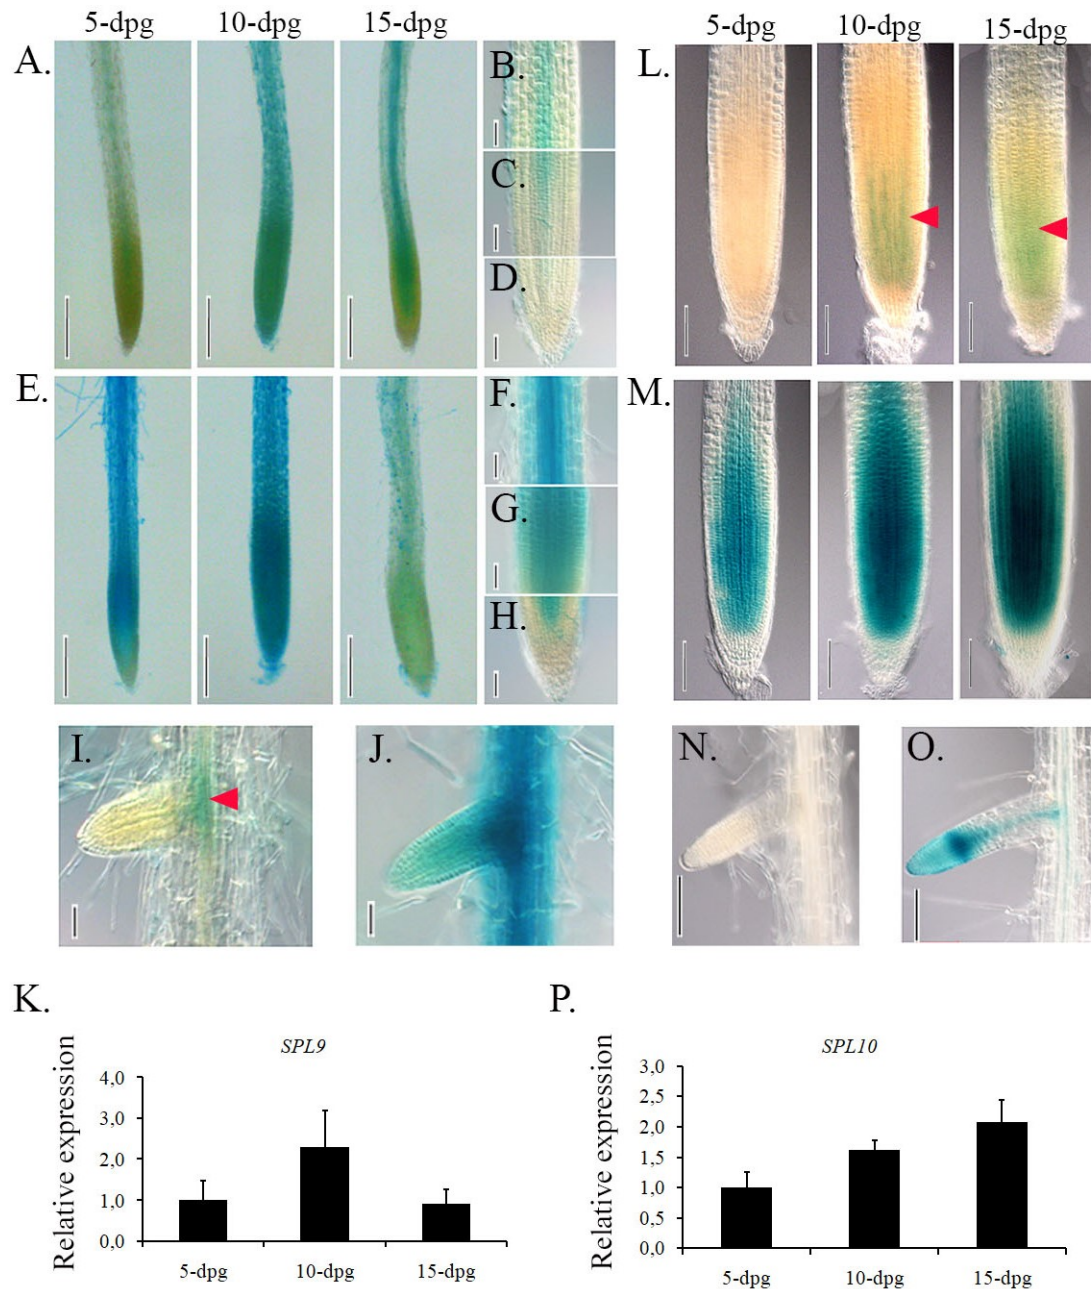 5-dpg 10-dpg 15-dpg
5-dpg 10-dpg 15-dpg
A.
B.
C.
D.
L.
E.
F.
G.
H.
M.
I.
J.
N.
O.
K.
SPL9
Relative expression
4,0
3,0
2,0
1,0
0,0
5-dpg 10-dpg 15-dpg
P.
SPL10
Relative expression
3,0
2,5
2,0
1,5
1,0
0,5
0,0
5-dpg 10-dpg 15-dpg